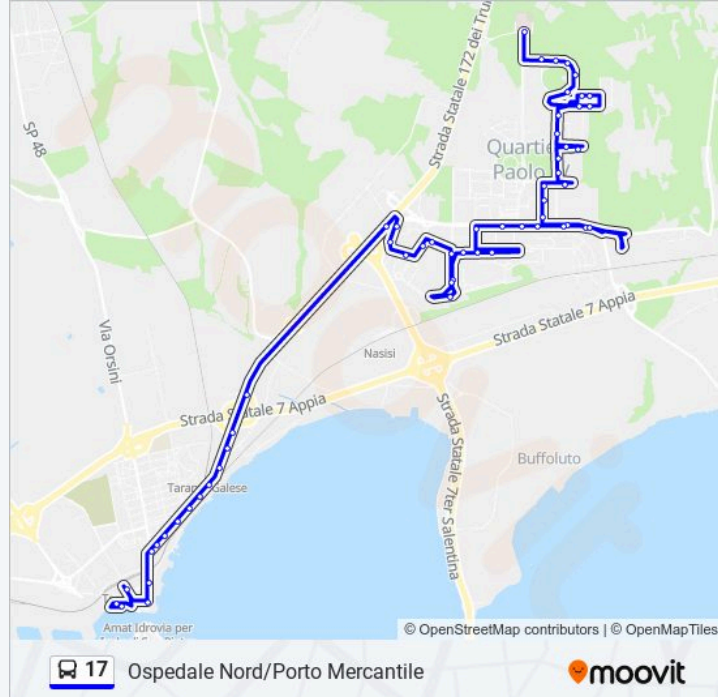 Strada Statale 172 dei Trulli
SP 48
Quartiere
Paolo VI
Via Orsini
Strada Statale 7 Appia
Nasisi
Strada Statale 7 Appia
Strada Statale 7ter Salentina
Buffoluto
Galese
Amat Idrovia per
© OpenStreetMap contributors | © OpenMapTiles
17 Ospedale Nord/Porto Mercantile
moovit